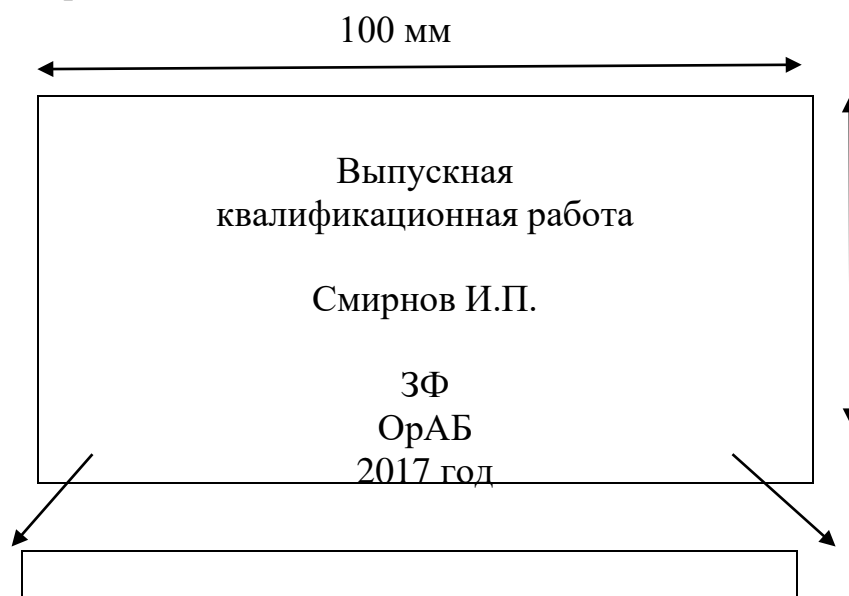 100 мм
Выпускная
квалификационная работа
Смирнов И.П.
ЗФ
ОрАБ
2017 год